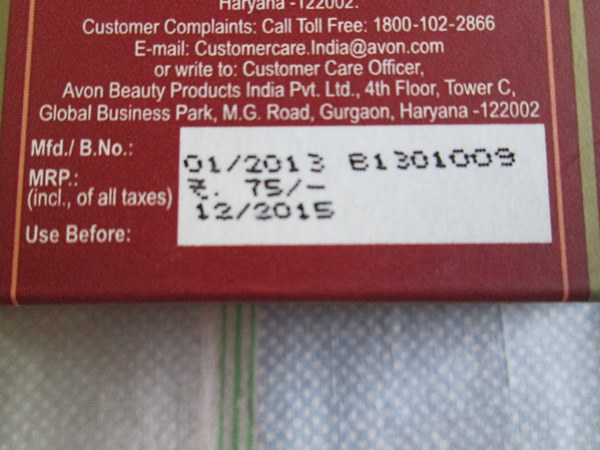 Haryana -122002.
Customer Complaints: Call Toll Free: 1800-102-2866
E-mail: Customercare.India@avon.com
or write to: Customer Care Officer,
Avon Beauty Products India Pvt. Ltd., 4th Floor, Tower C,
Global Business Park, M.G. Road, Gurgaon, Haryana -122002
Mfd./ B.No.: 01/2013 B1301009
MRP.: ₹. 75/-
(incl., of all taxes)
Use Before: 12/2015